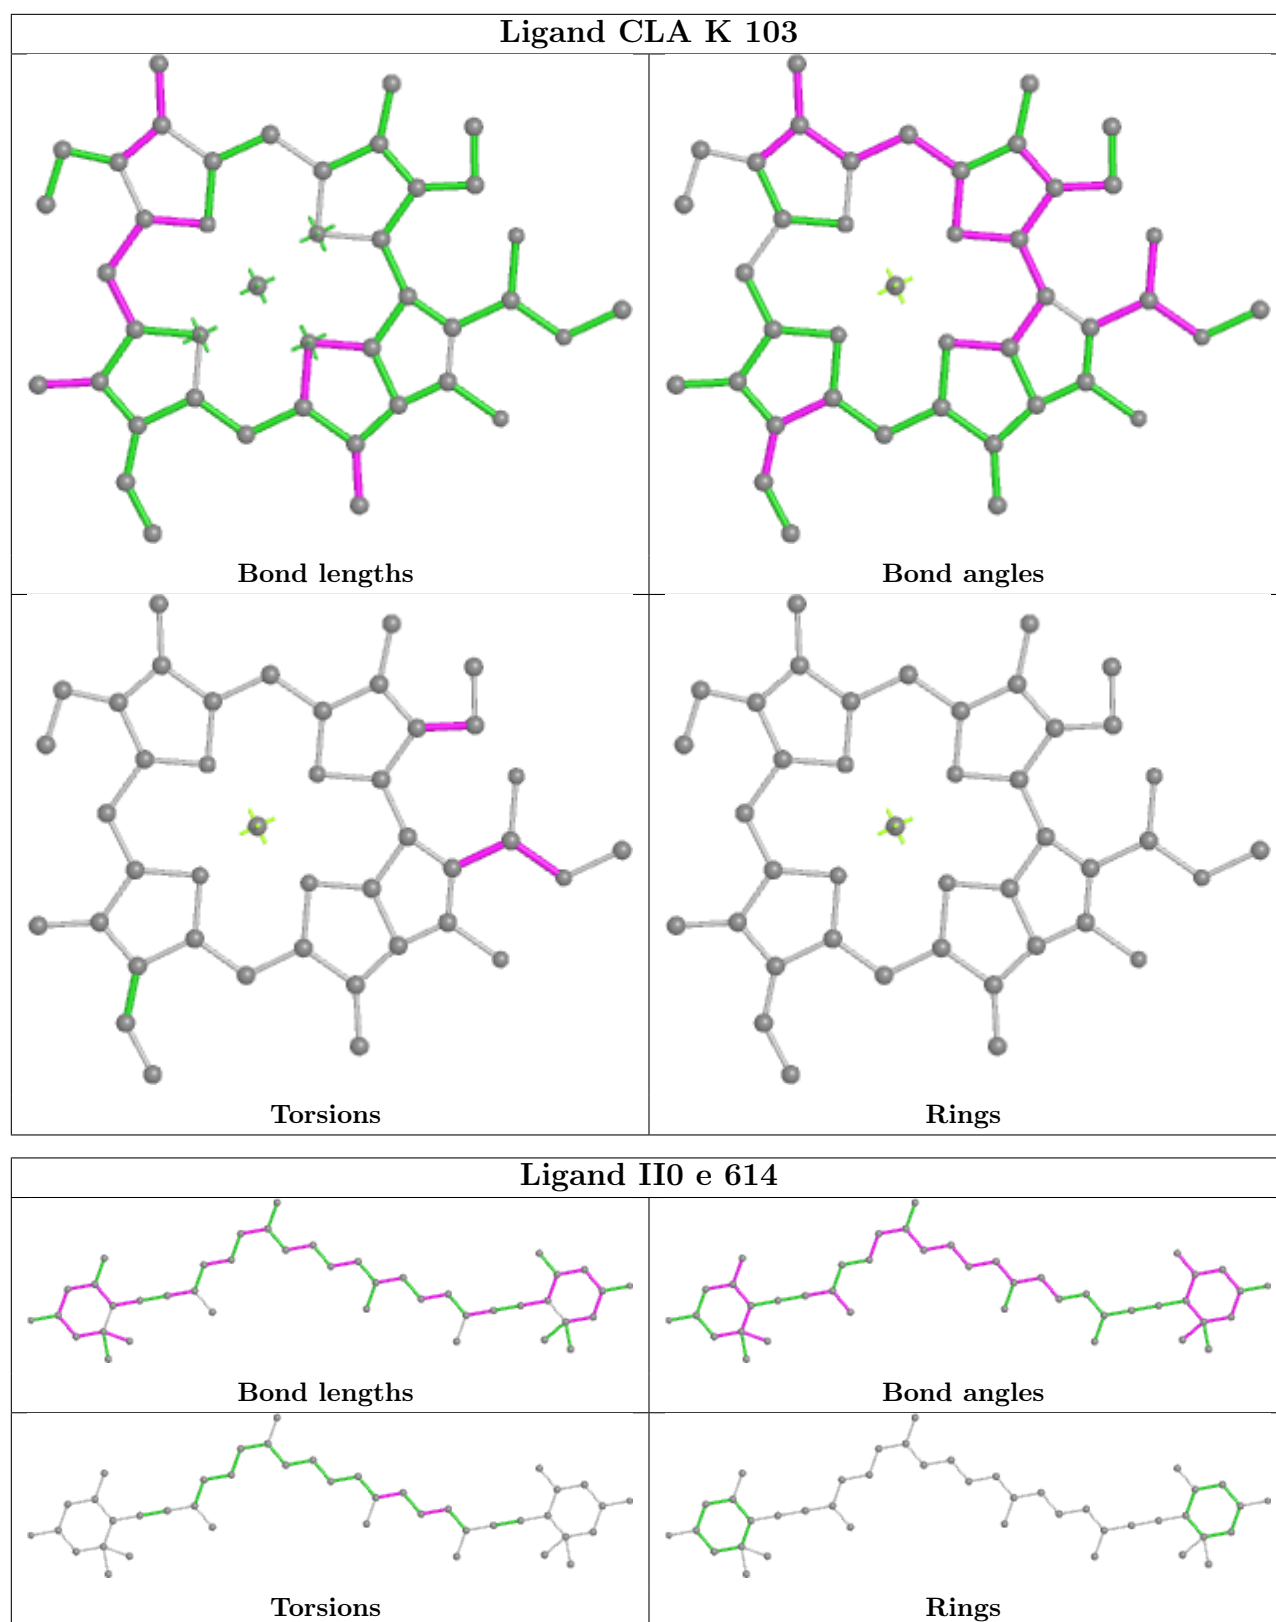 Ligand CLA K 103
Bond lengths
Bond angles
Torsions
Rings
Ligand II0 e 614
Bond lengths
Bond angles
Torsions
Rings